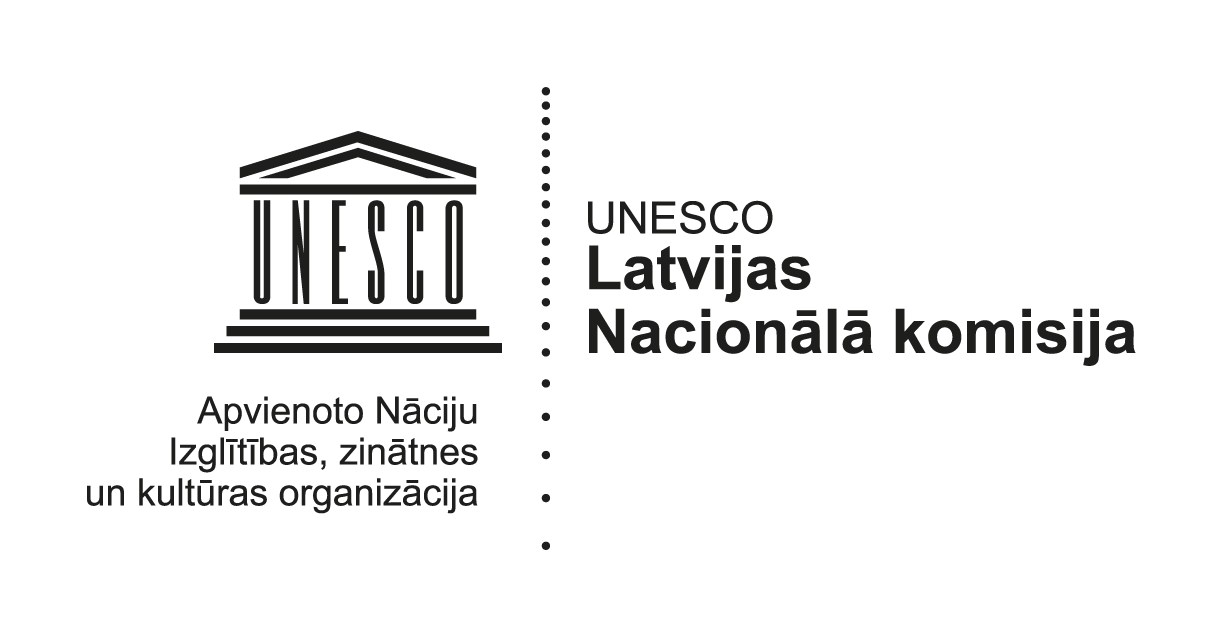 UNESCO
Apvienoto Nāciju
Izglītības, zinātnes
un kultūras organizācija
UNESCO
Latvijas
Nacionālā komisija